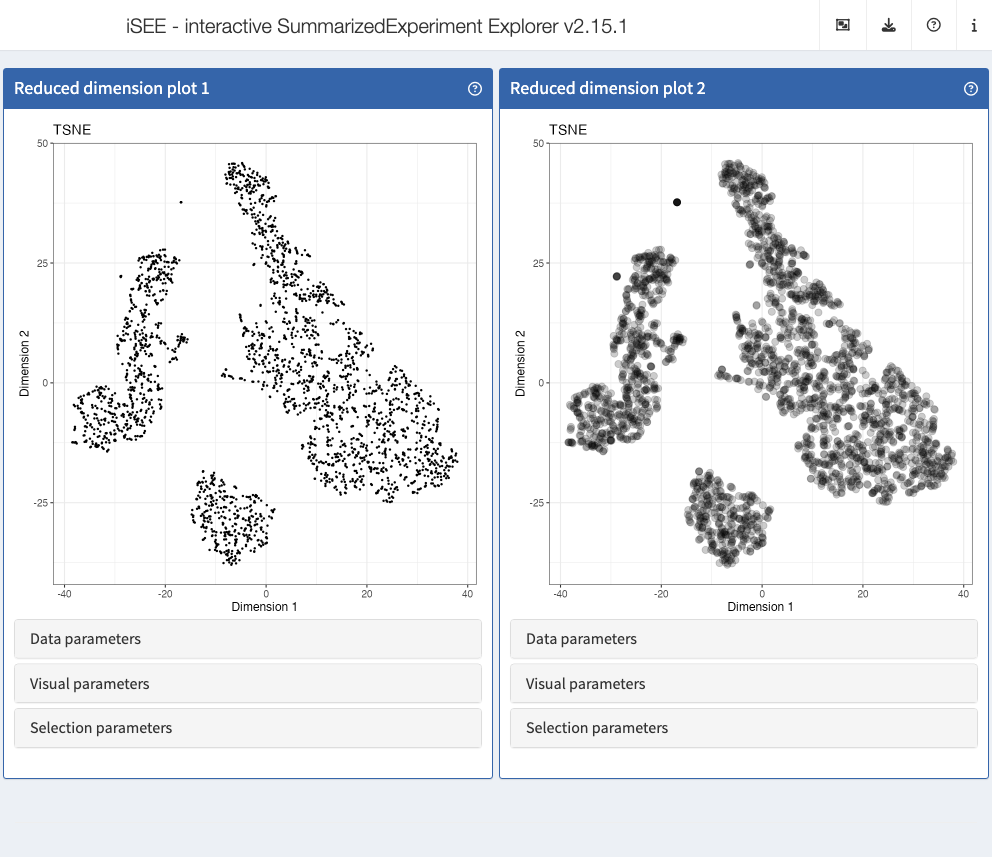 iSEE - interactive SummarizedExperiment Explorer v2.15.1
Reduced dimension plot 1
TSNE
50
25
0
-25
Dimension 2
-40
-20
0
20
40
Dimension 1
Data parameters
Visual parameters
Selection parameters
Reduced dimension plot 2
TSNE
50
25
0
-25
Dimension 2
-40
-20
0
20
40
Dimension 1
Data parameters
Visual parameters
Selection parameters